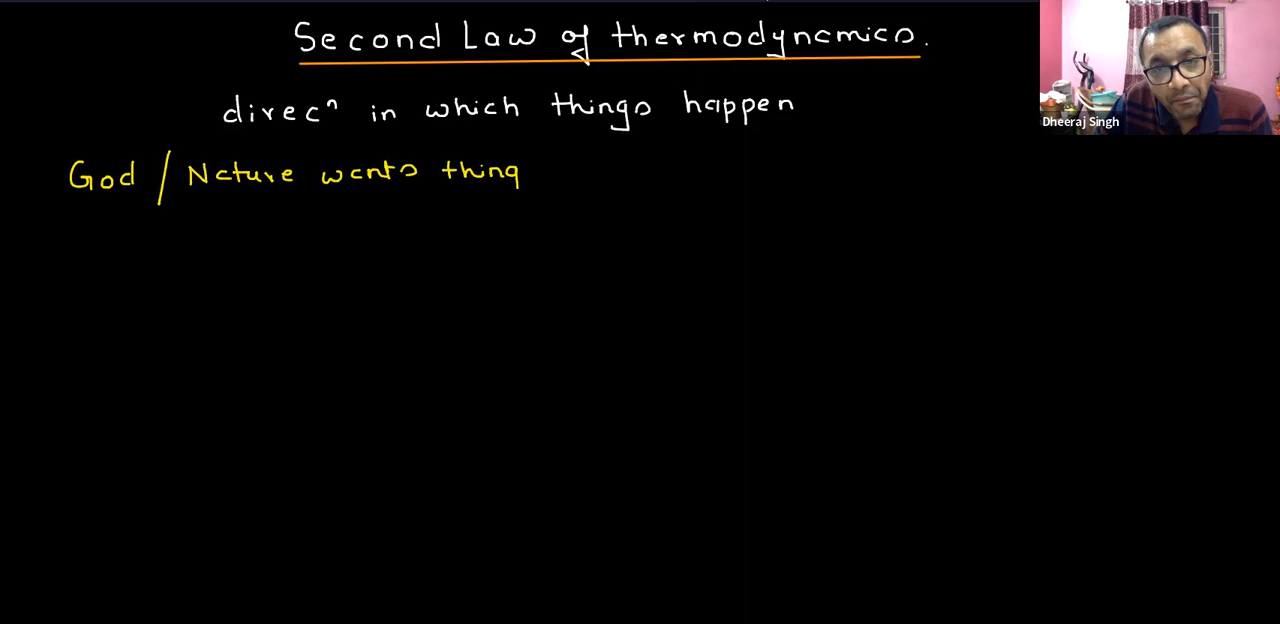 Second Law of thermodynamics.
direcⁿ in which things happen
God / Nature wants thing
Dheeraj Singh